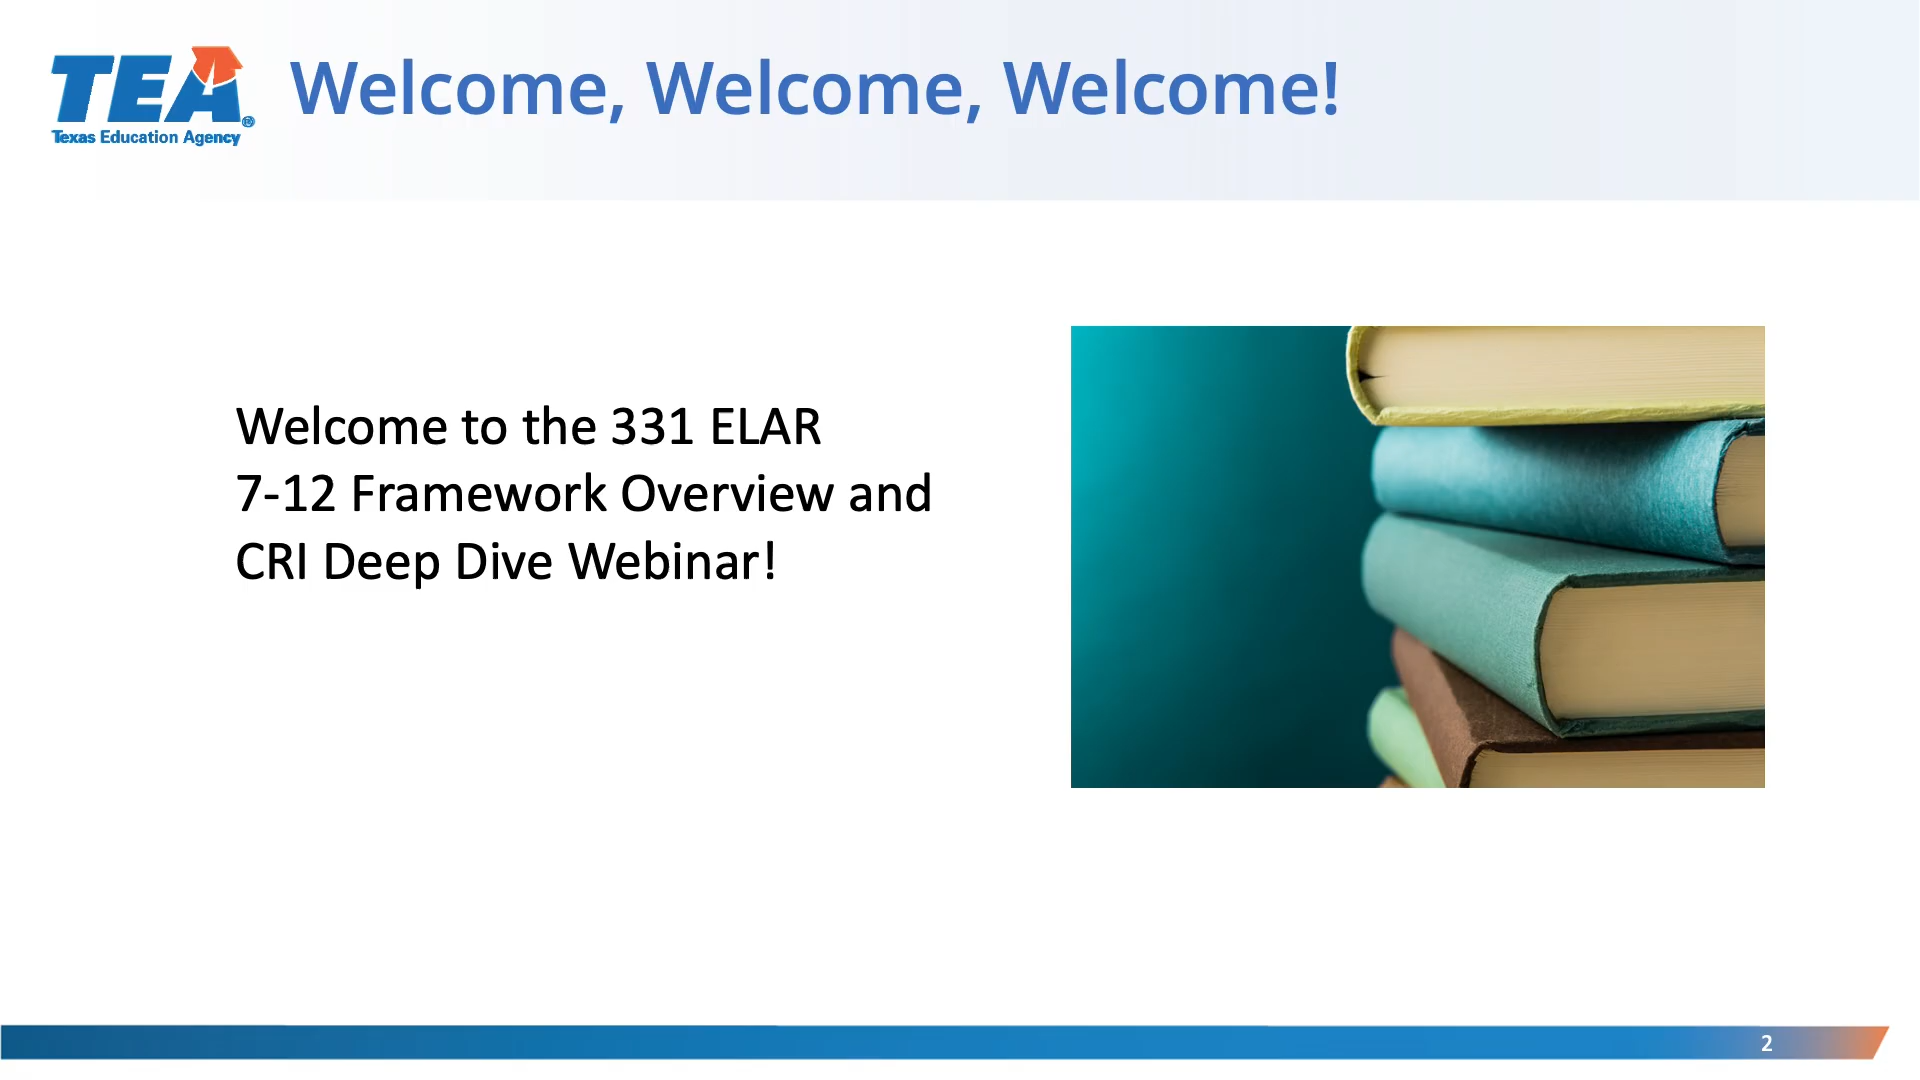 TEA®
Texas Education Agency
Welcome, Welcome, Welcome!
Welcome to the 331 ELAR
7-12 Framework Overview and
CRI Deep Dive Webinar!
2